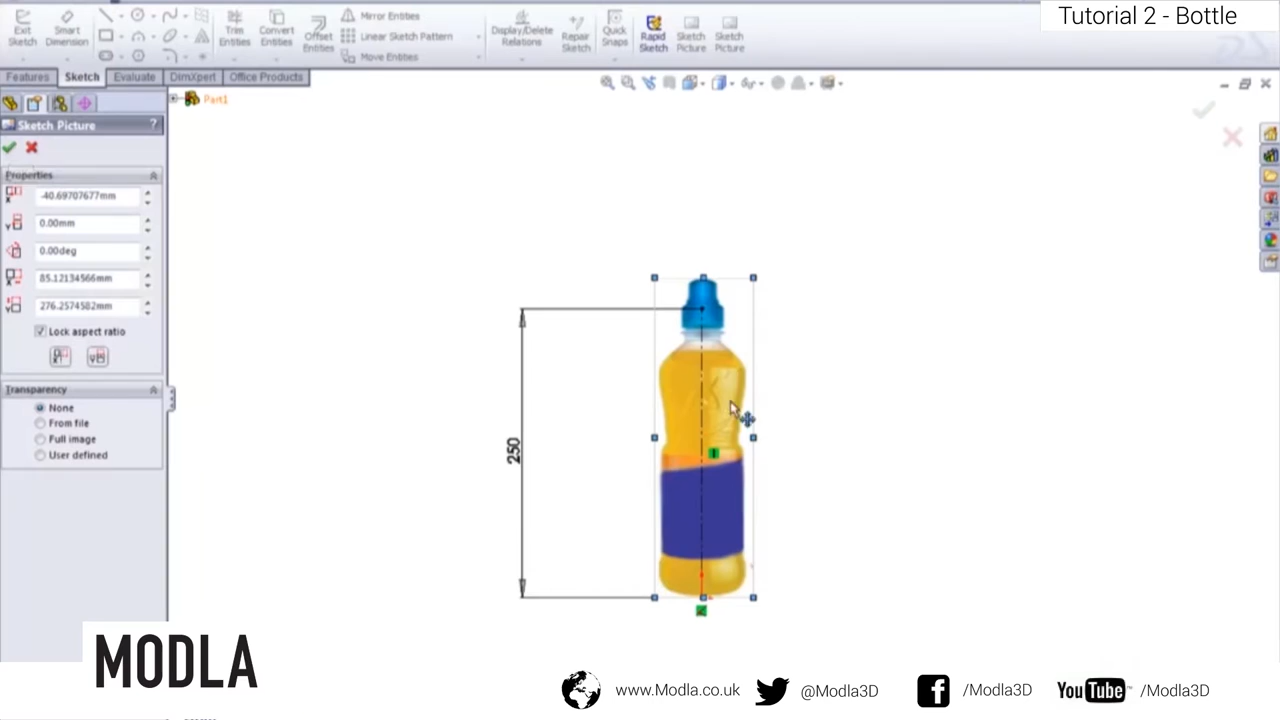 Tutorial 2 - Bottle
Exit Sketch
Smart Dimension
Trim Entities
Convert Entities
Offset Entities
Mirror Entities
Linear Sketch Pattern
Move Entities
Display/Delete Relations
Repair Sketch
Quick Snaps
Rapid Sketch
Sketch Picture
Sketch Picture
Features
Sketch
Evaluate
DimXpert
Office Products
Part1
Sketch Picture
?
Properties
-40.69707677mm
0.00mm
0.00deg
85.12134566mm
276.2574582mm
Lock aspect ratio
Transparency
None
From file
Full image
User defined
250
MODLA
www.Modla.co.uk
@Modla3D
/Modla3D
YouTube
/Modla3D